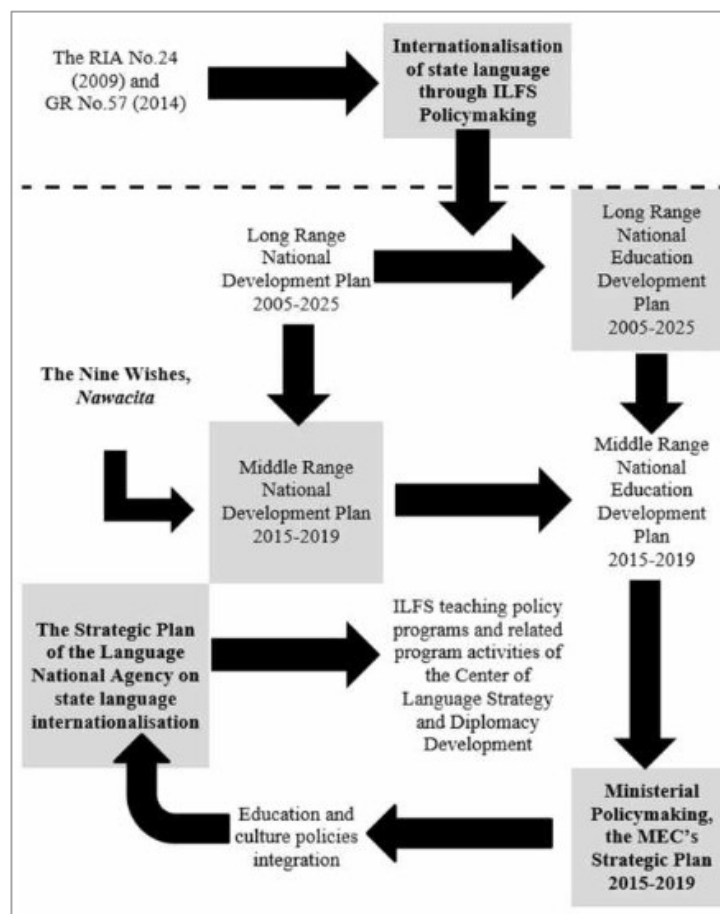 The RIA No.24
(2009) and
GR No.57 (2014)
Internationalisation
of state language
through ILFS
Policymaking
Long Range
National
Development Plan
2005-2025
Long Range
National
Education
Development
Plan
2005-2025
The Nine Wishes,
Nawacita
Middle Range
National
Development Plan
2015-2019
Middle Range
National
Education
Development
Plan
2015-2019
The Strategic Plan
of the Language
National Agency on
state language
internationalisation
ILFS teaching policy
programs and related
program activities of
the Center of
Language Strategy
and Diplomacy
Development
Education and
culture policies
integration
Ministerial
Policymaking,
the MEC's
Strategic Plan
2015-2019